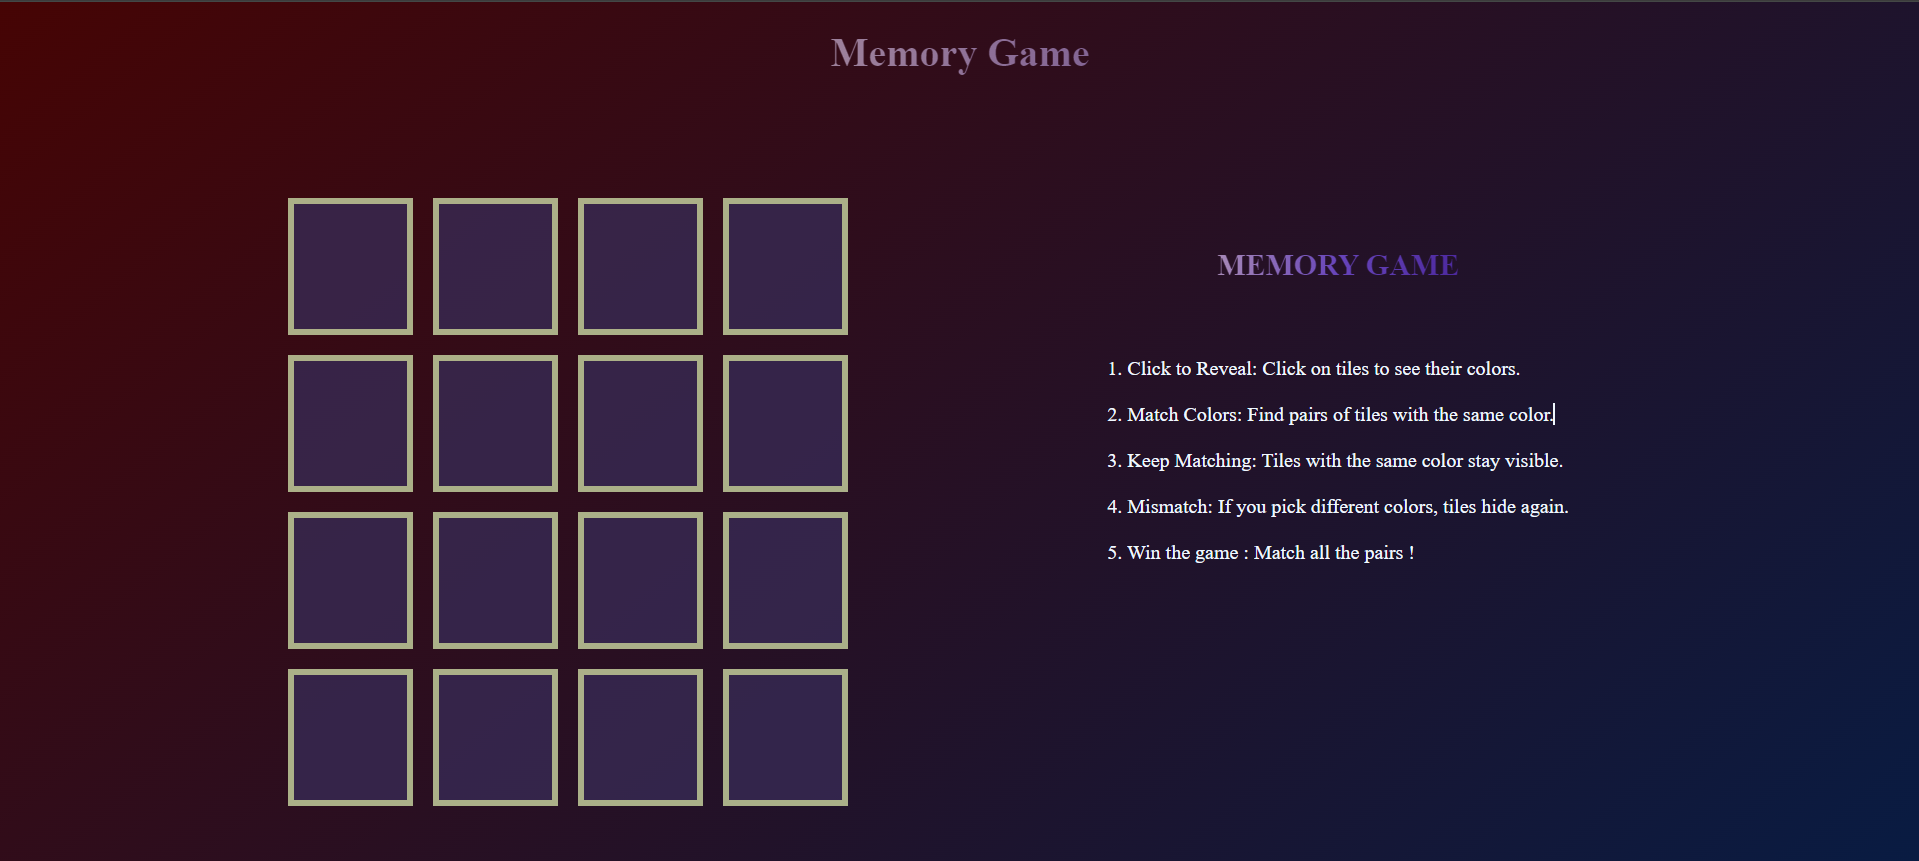 Memory Game
MEMORY GAME
1. Click to Reveal: Click on tiles to see their colors.
2. Match Colors: Find pairs of tiles with the same color.
3. Keep Matching: Tiles with the same color stay visible.
4. Mismatch: If you pick different colors, tiles hide again.
5. Win the game : Match all the pairs !